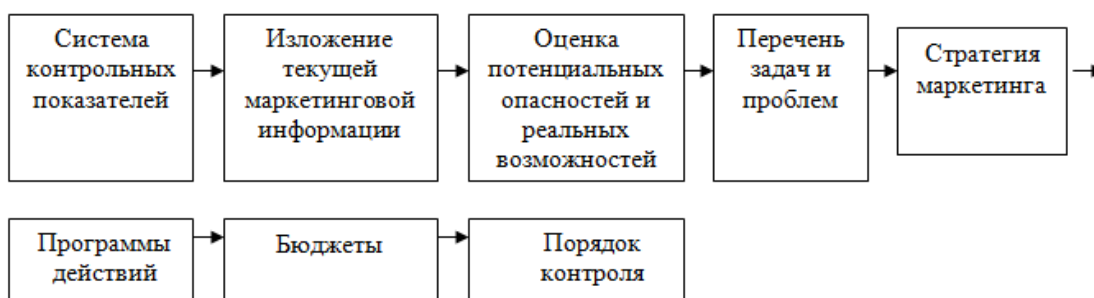 Система
контрольных
показателей
Изложение
текущей
маркетинговой
информации
Оценка
потенциальных
опасностей и
реальных
возможностей
Перечень
задач и
проблем
Стратегия
маркетинга
Программы
действий
Бюджеты
Порядок
контроля